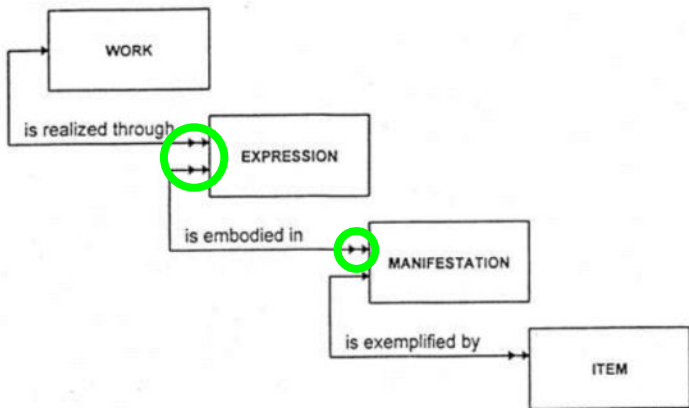 WORK
is realized through
EXPRESSION
is embodied in
MANIFESTATION
is exemplified by
ITEM